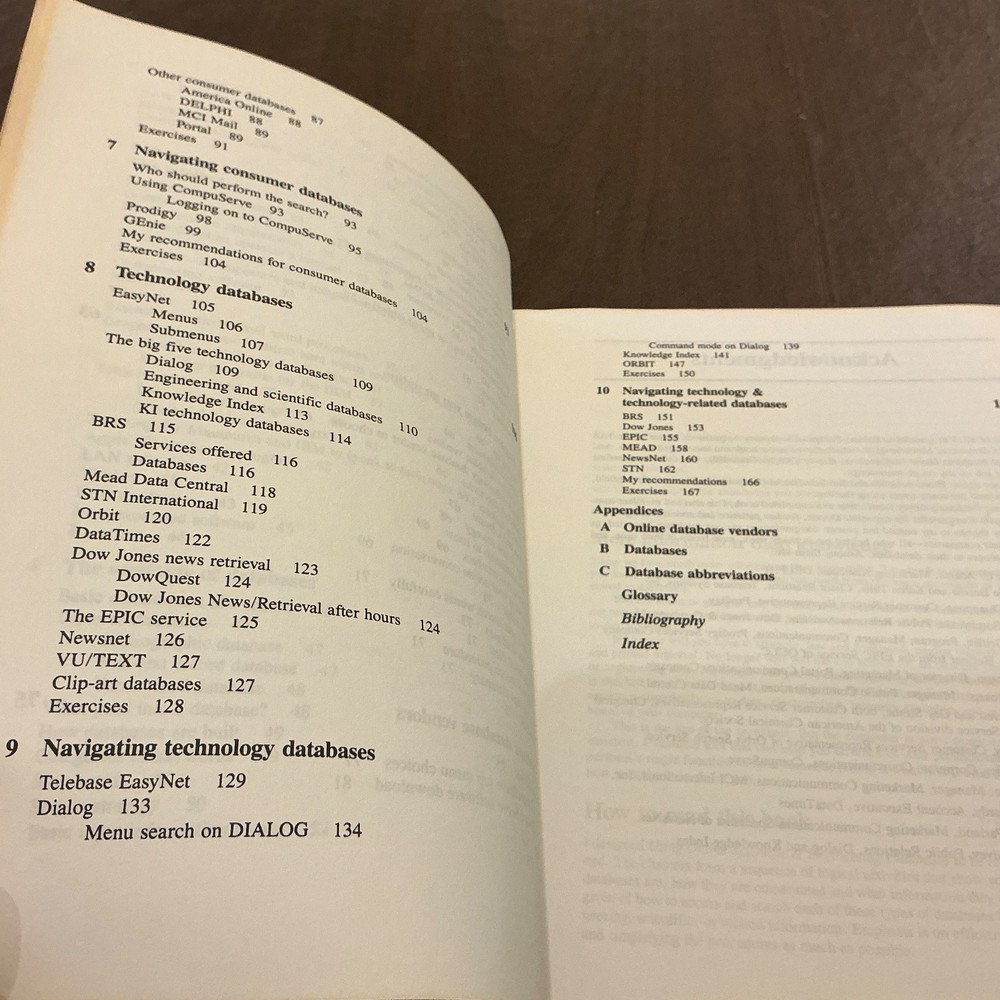 Other consumer databases 87
America Online 88
DELPHI 88
MCI Mail 89
Portal 89
Exercises 91
7 Navigating consumer databases
Who should perform the search? 93
Using CompuServe 93
Logging on to CompuServe 95
Prodigy 98
GEnie 99
My recommendations for consumer databases 104
Exercises 104
8 Technology databases
EasyNet 105
Menus 106
Submenus 107
The big five technology databases 109
Dialog 109
Engineering and scientific databases 110
Knowledge Index 113
KI technology databases 114
BRS 115
Services offered 116
Databases 116
Mead Data Central 118
STN International 119
Orbit 120
DataTimes 122
Dow Jones news retrieval 123
DowQuest 124
Dow Jones News/Retrieval after hours 124
The EPIC service 125
Newsnet 126
VU/TEXT 127
Clip-art databases 127
Exercises 128
9 Navigating technology databases
Telebase EasyNet 129
Dialog 133
Menu search on DIALOG 134
Command mode on Dialog 139
Knowledge Index 141
ORBIT 147
Exercises 150
10 Navigating technology &
technology-related databases
BRS 151
Dow Jones 153
EPIC 155
MEAD 158
NewsNet 160
STN 162
My recommendations 166
Exercises 167
Appendices
A Online database vendors
B Databases
C Database abbreviations
Glossary
Bibliography
Index